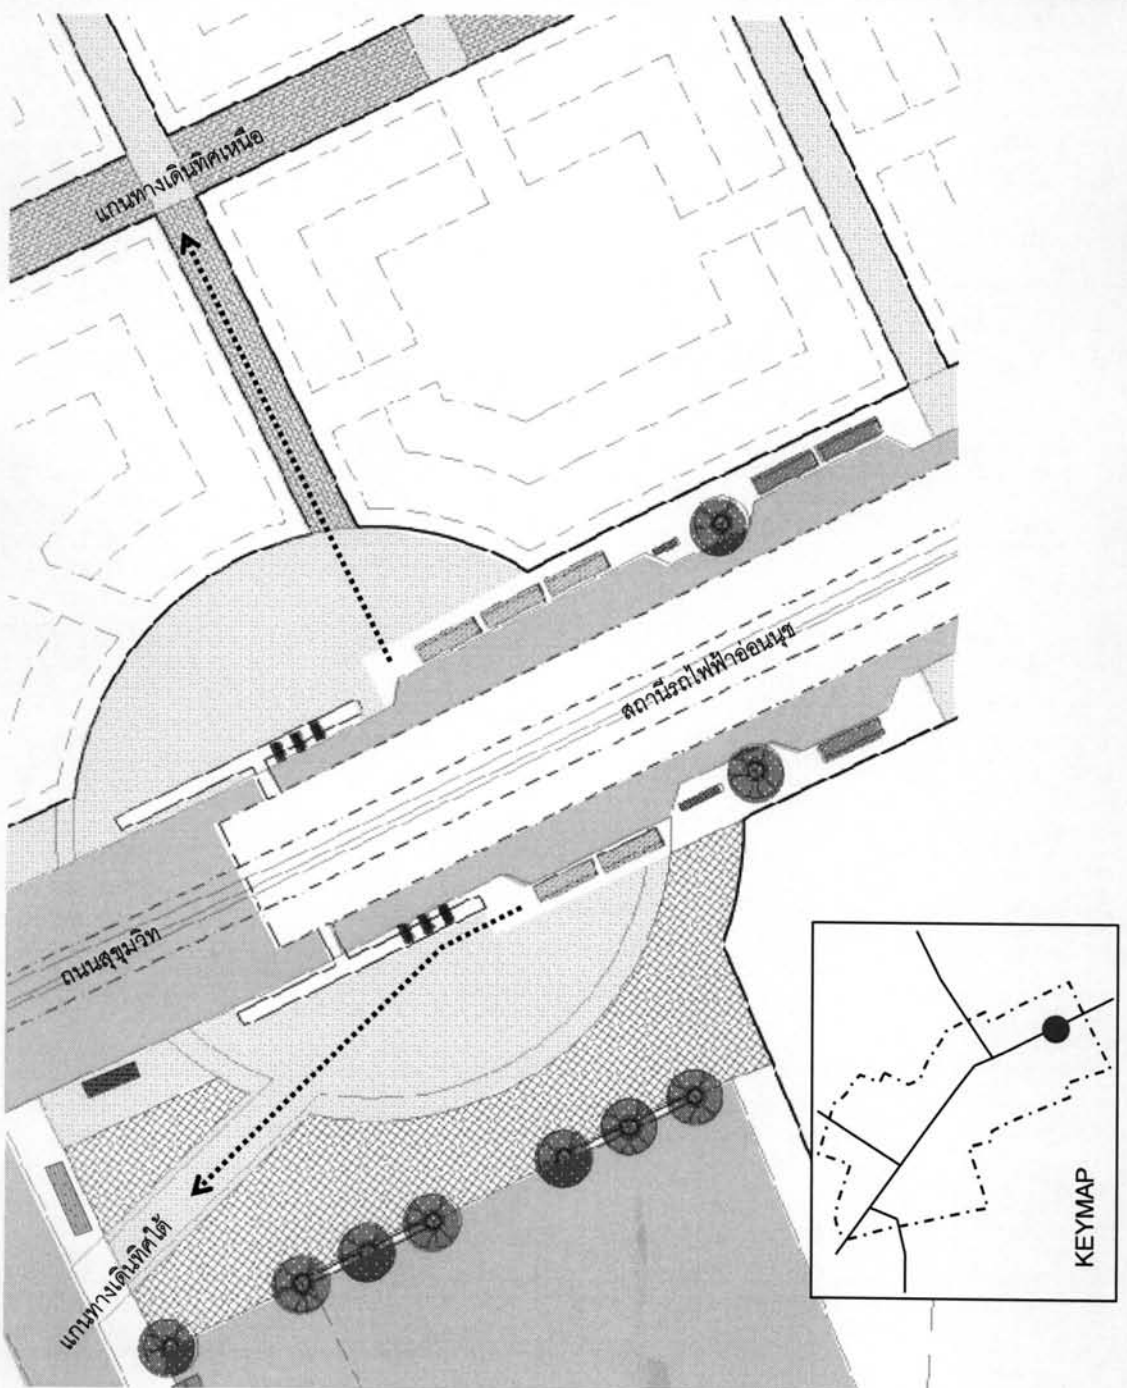 แกนทางเดินทิศเหนือ
สถานีรถไฟฟ้าอ่อนนุช
ถนนสุขุมวิท
แกนทางเดินทิศใต้
KEYMAP